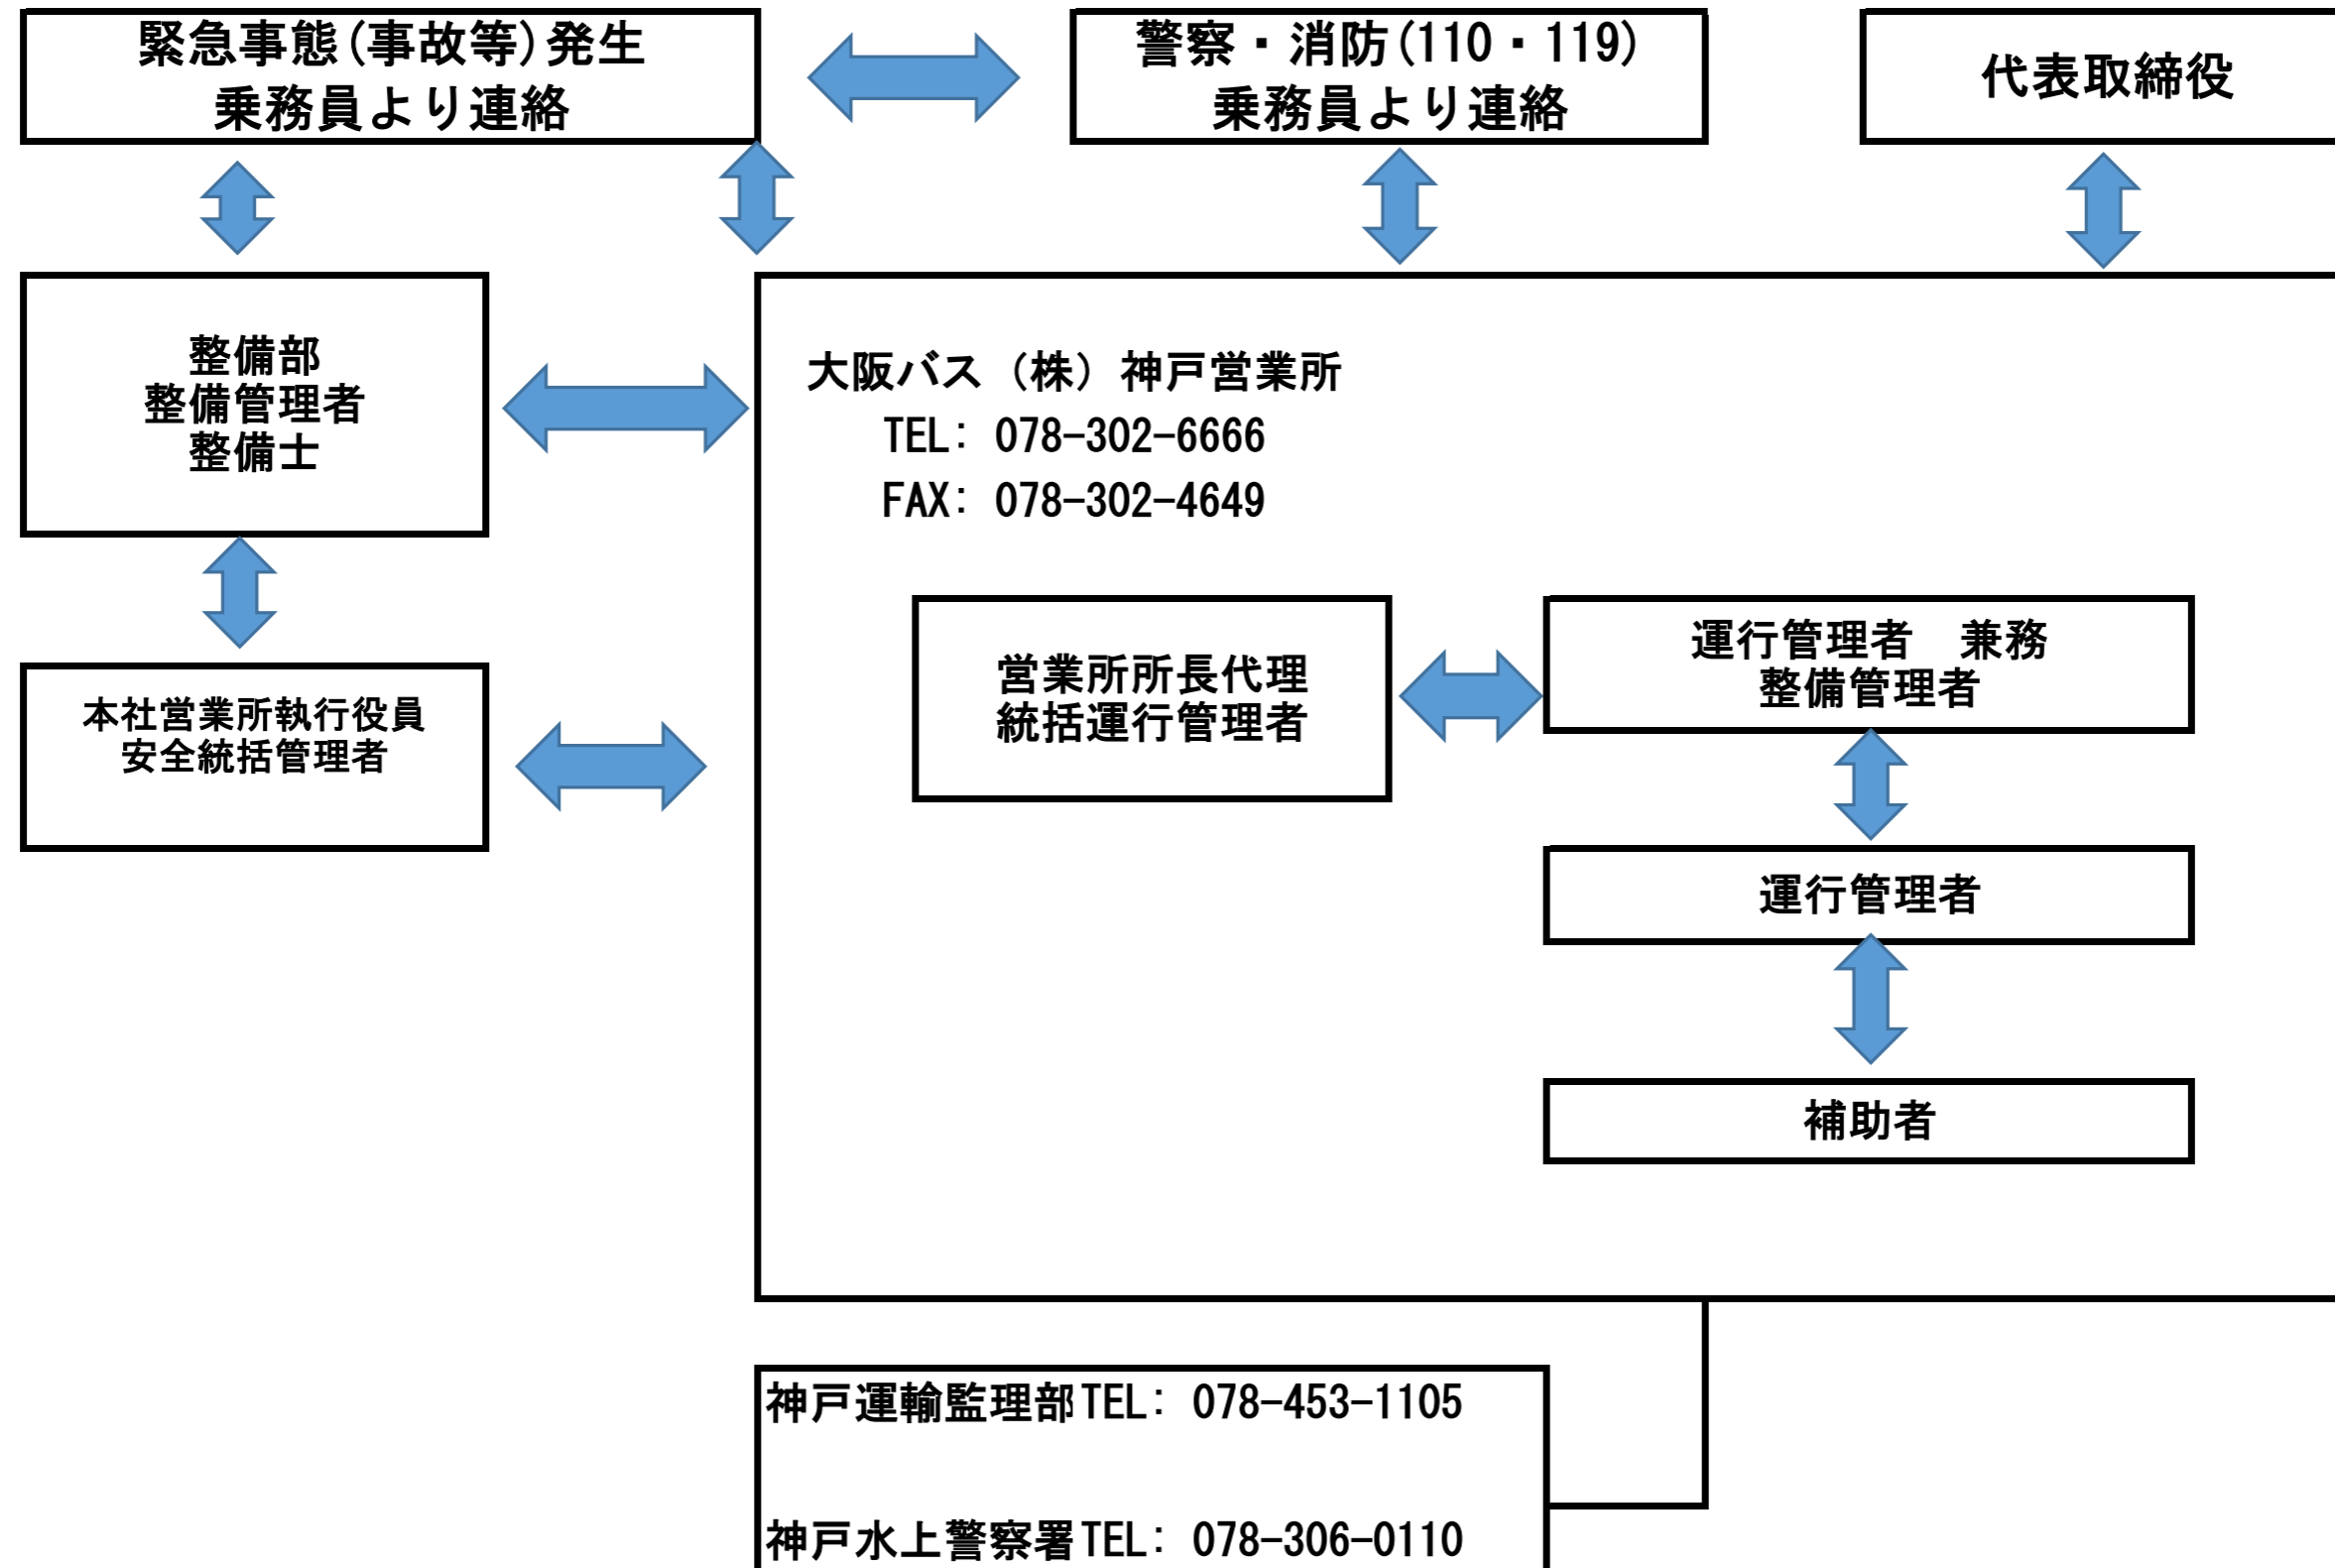 緊急事態(事故等)発生
乗務員より連絡
警察・消防(110・119)
乗務員より連絡
代表取締役
整備部
整備管理者
整備士
大阪バス（株）神戸営業所
TEL: 078-302-6666
FAX: 078-302-4649
営業所所長代理
統括運行管理者
運行管理者　兼務
整備管理者
本社営業所執行役員
安全統括管理者
運行管理者
補助者
神戸運輸監理部TEL: 078-453-1105
神戸水上警察署TEL: 078-306-0110